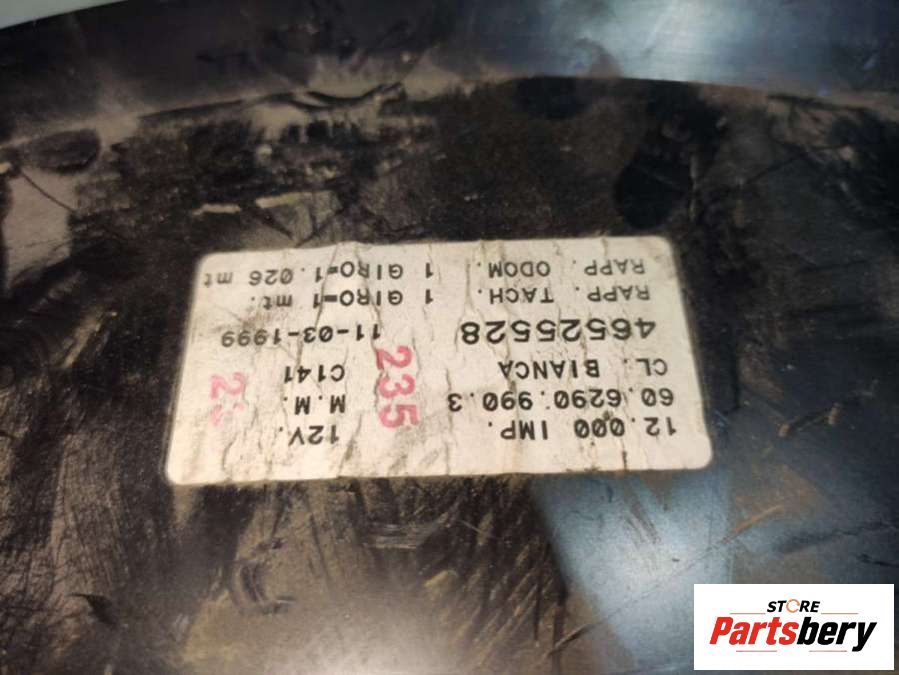 12.000 IMP. 12V.
60.6290.990.3 M.M.
CL. BIANCA C141
235
46525528 11-03-1999
RAPP. TACH. 1 GIRO=1 mt.
RAPP. ODOM. 1 GIRO=1.026 mt
STORE
Partsbery